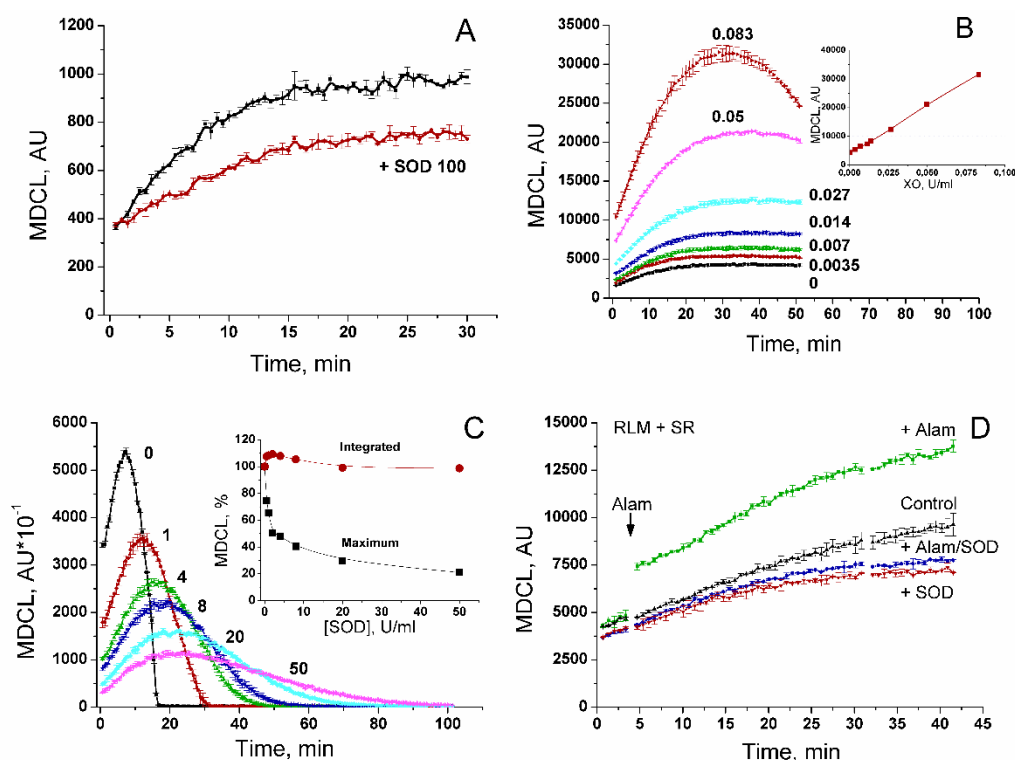 A
1200
1000
800
600
400
200
0
MDCL, AU
+ SOD 100
0 5 10 15 20 25 30
Time, min
B
35000
30000
25000
20000
15000
10000
5000
0
MDCL, AU
0.083
0.05
0.027
0.014
0.007
0.0035
0
0 10 20 30 40 50 60 70 80 90 100
Time, min
40000
30000
20000
10000
0
MDCL, AU
0,000 0,025 0,050 0,075 0,100
XO, U/ml
C
6000
5000
4000
3000
2000
1000
0
MDCL, AU*10⁻¹
0
1
4
8
20
50
0 20 40 60 80 100
Time, min
120
100
80
60
40
20
0
MDCL, %
Integrated
Maximum
0 10 20 30 40 50
[SOD], U/ml
D
15000
12500
10000
7500
5000
2500
0
MDCL, AU
RLM + SR
+ Alam
Alam
Control
+ Alam/SOD
+ SOD
0 5 10 15 20 25 30 35 40 45
Time, min